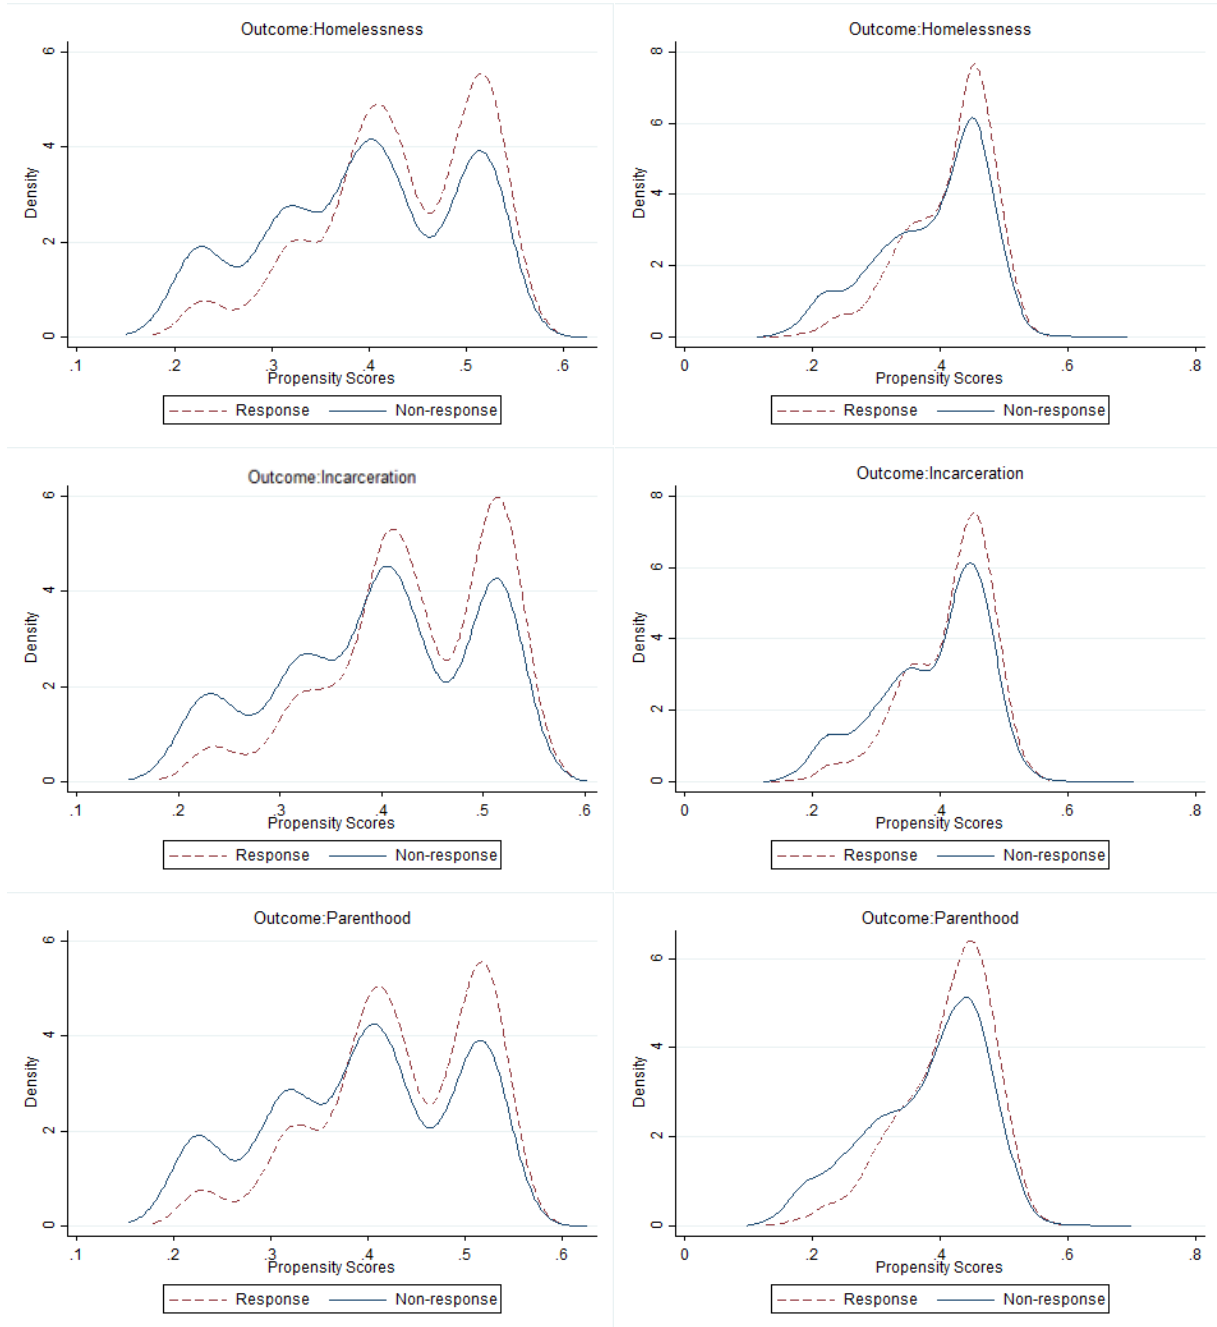 Outcome:Homelessness
6
4
2
0
Density
.1 .2 .3 .4 .5 .6
Propensity Scores
Response Non-response
Outcome:Homelessness
8
6
4
2
0
Density
0 .2 .4 .6 .8
Propensity Scores
Response Non-response
Outcome:Incarceration
6
4
2
0
Density
.1 .2 .3 .4 .5 .6
Propensity Scores
Response Non-response
Outcome:Incarceration
8
6
4
2
0
Density
0 .2 .4 .6 .8
Propensity Scores
Response Non-response
Outcome:Parenthood
6
4
2
0
Density
.1 .2 .3 .4 .5 .6
Propensity Scores
Response Non-response
Outcome:Parenthood
6
4
2
0
Density
0 .2 .4 .6 .8
Propensity Scores
Response Non-response